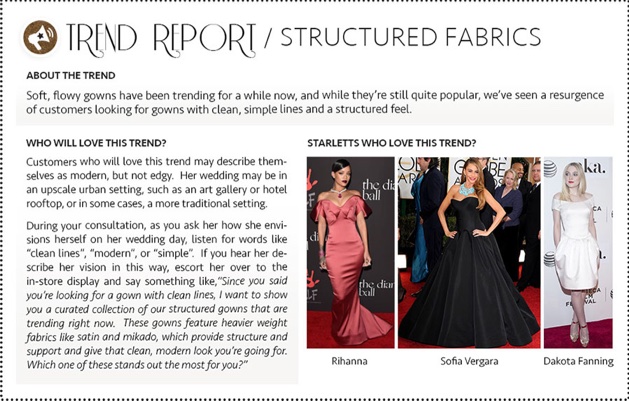 TREND REPORT / STRUCTURED FABRICS
ABOUT THE TREND
Soft, flowy gowns have been trending for a while now, and while they're still quite popular, we've seen a resurgence
of customers looking for gowns with clean, simple lines and a structured feel.
WHO WILL LOVE THIS TREND?
Customers who will love this trend may describe them-
selves as modern, but not edgy. Her wedding may be in
an upscale urban setting, such as an art gallery or hotel
rooftop, or in some cases, a more traditional setting.
During your consultation, as you ask her how she envi-
sions herself on her wedding day, listen for words like
"clean lines", "modern", or "simple". If you hear her de-
scribe her vision in this way, escort her over to the
in-store display and say something like,"Since you said
you're looking for a gown with clean lines, I want to show
you a curated collection of our structured gowns that are
trending right now. These gowns feature heavier weight
fabrics like satin and mikado, which provide structure and
support and give that clean, modern look you're going for.
Which one of these stands out the most for you?"
STARLETTS WHO LOVE THIS TREND?
the dia
ball
the dia
ball
GLOBE
Rihanna
Sofia Vergara
Dakota Fanning